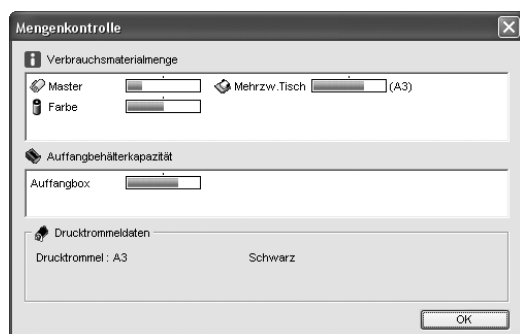 Mengenkontrolle
Verbrauchsmaterialmenge
Master Mehrzw.Tisch (A3)
Farbe
Auffangbehälterkapazität
Auffangbox
Drucktrommeldaten
Drucktrommel : A3 Schwarz
OK